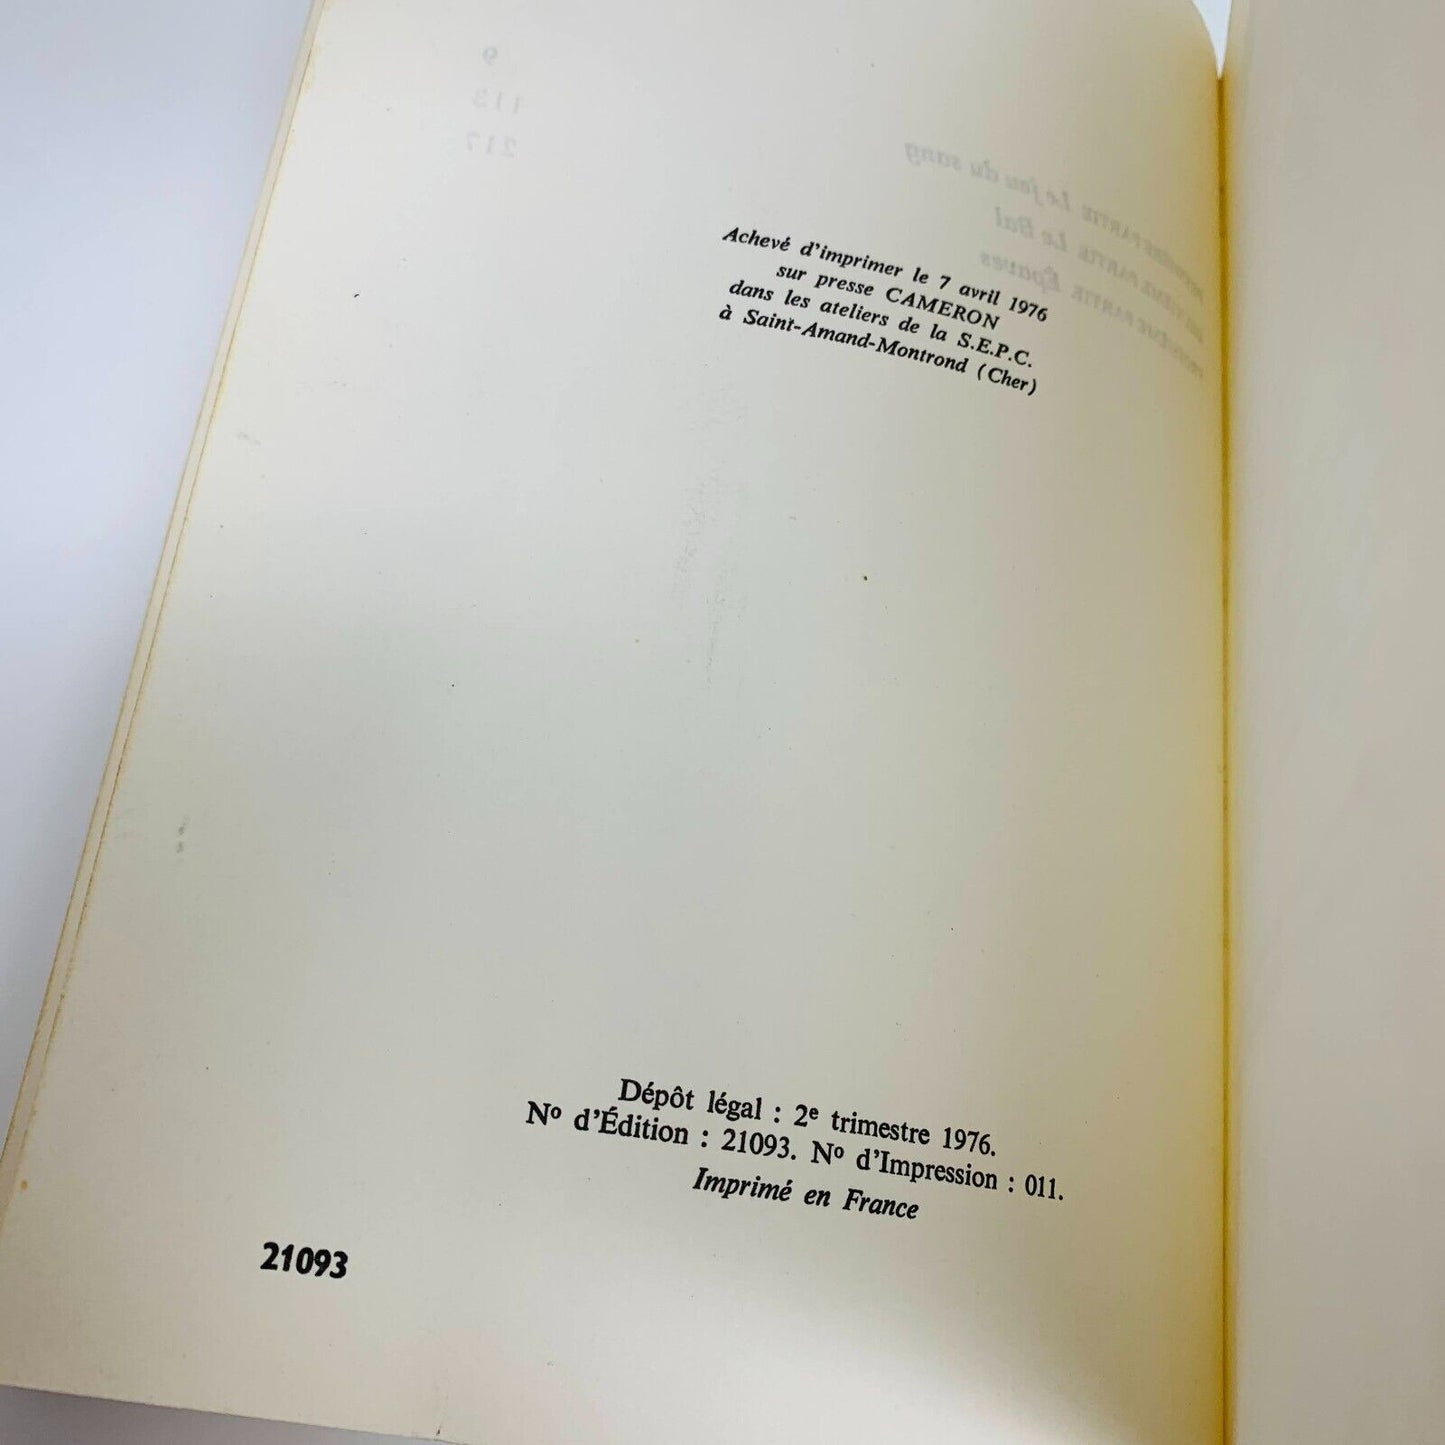 Achevé d'imprimer le 7 avril 1976
sur presse CAMERON
dans les ateliers de la S.E.P.C.
à Saint-Amand-Montrond (Cher)
Dépôt légal : 2e trimestre 1976.
Nº d'Édition : 21093. Nº d'Impression : 011.
Imprimé en France
21093